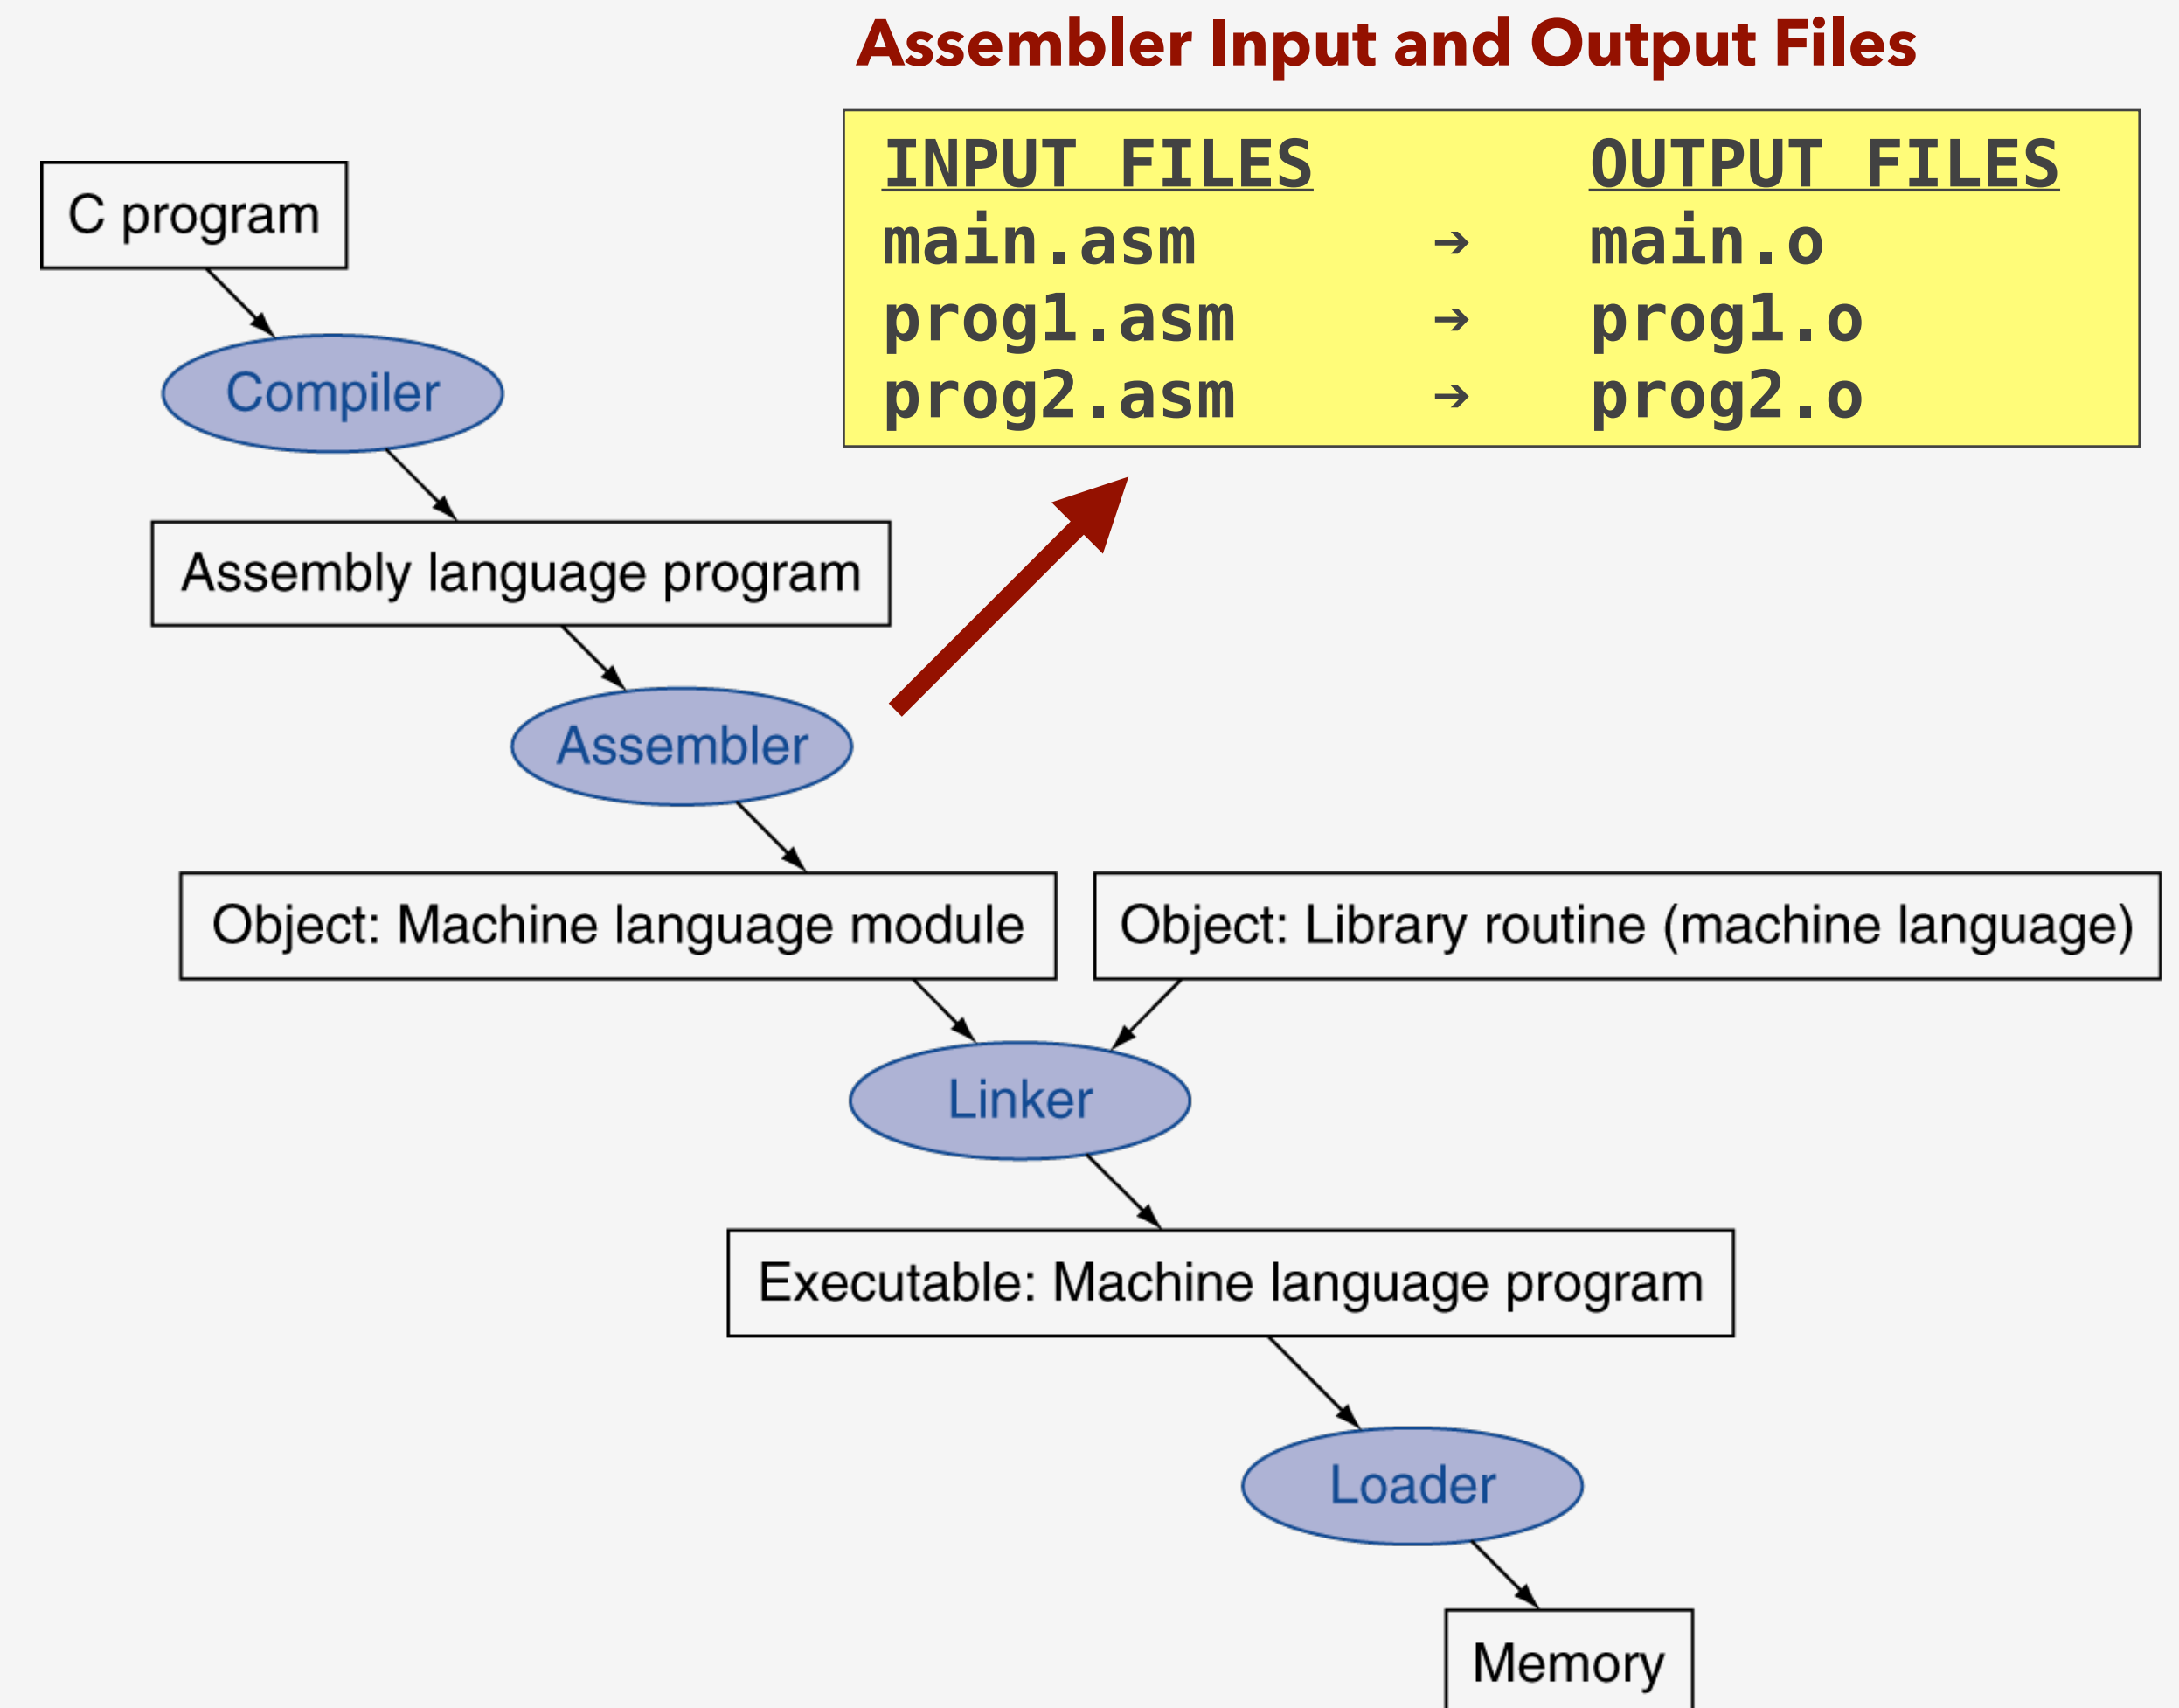 Assembler Input and Output Files
INPUT FILES OUTPUT FILES
main.asm → main.o
prog1.asm → prog1.o
prog2.asm → prog2.o
C program
Compiler
Assembly language program
Assembler
Object: Machine language module
Object: Library routine (machine language)
Linker
Executable: Machine language program
Loader
Memory